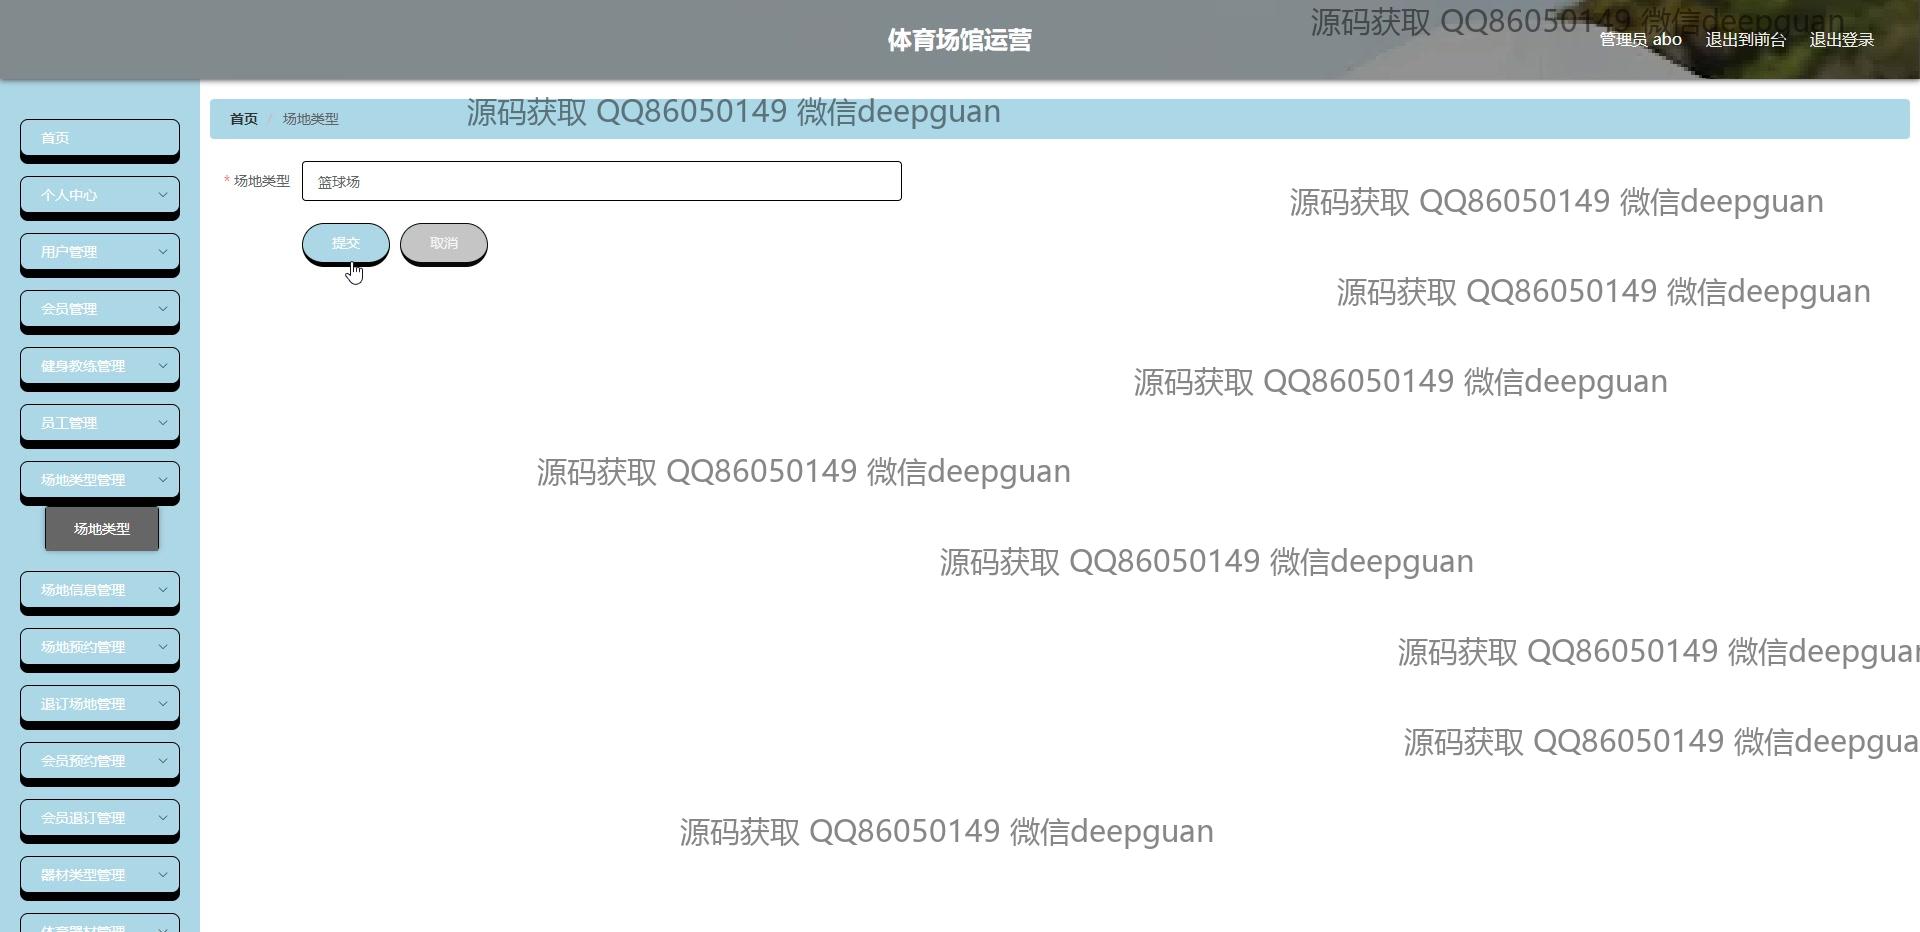 体育场馆运营
源码获取 QQ86050149 微信deepguan
管理员 abo 退出到前台 退出登录
首页 / 场地类型
源码获取 QQ86050149 微信deepguan
首页
* 场地类型 篮球场
个人中心
源码获取 QQ86050149 微信deepguan
提交 取消
用户管理
源码获取 QQ86050149 微信deepguan
会员管理
健身教练管理
源码获取 QQ86050149 微信deepguan
员工管理
场地类型管理
源码获取 QQ86050149 微信deepguan
场地类型
源码获取 QQ86050149 微信deepguan
场地信息管理
场地预约管理
源码获取 QQ86050149 微信deepguan
退订场地管理
源码获取 QQ86050149 微信deepgua
会员预约管理
会员退订管理
源码获取 QQ86050149 微信deepguan
器材类型管理
体育器材管理